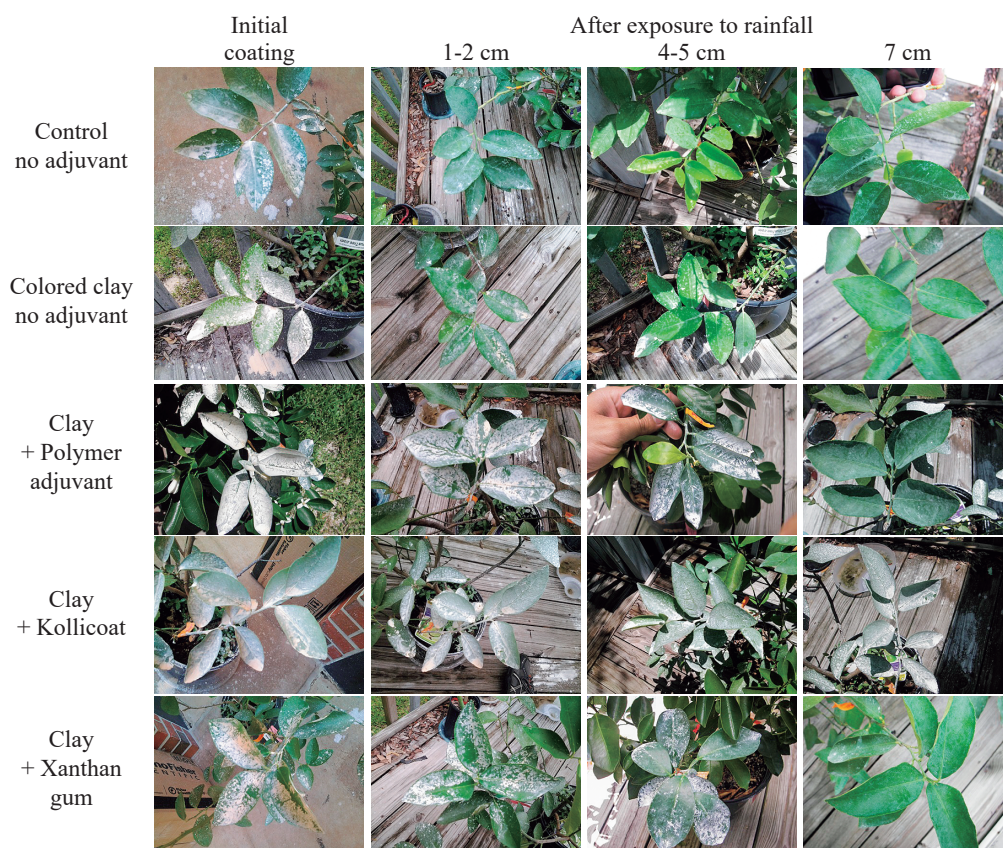 Initial
coating
After exposure to rainfall
1-2 cm
4-5 cm
7 cm
Control
no adjuvant
Colored clay
no adjuvant
Clay
+ Polymer
adjuvant
Clay
+ Kollicoat
Clay
+ Xanthan
gum